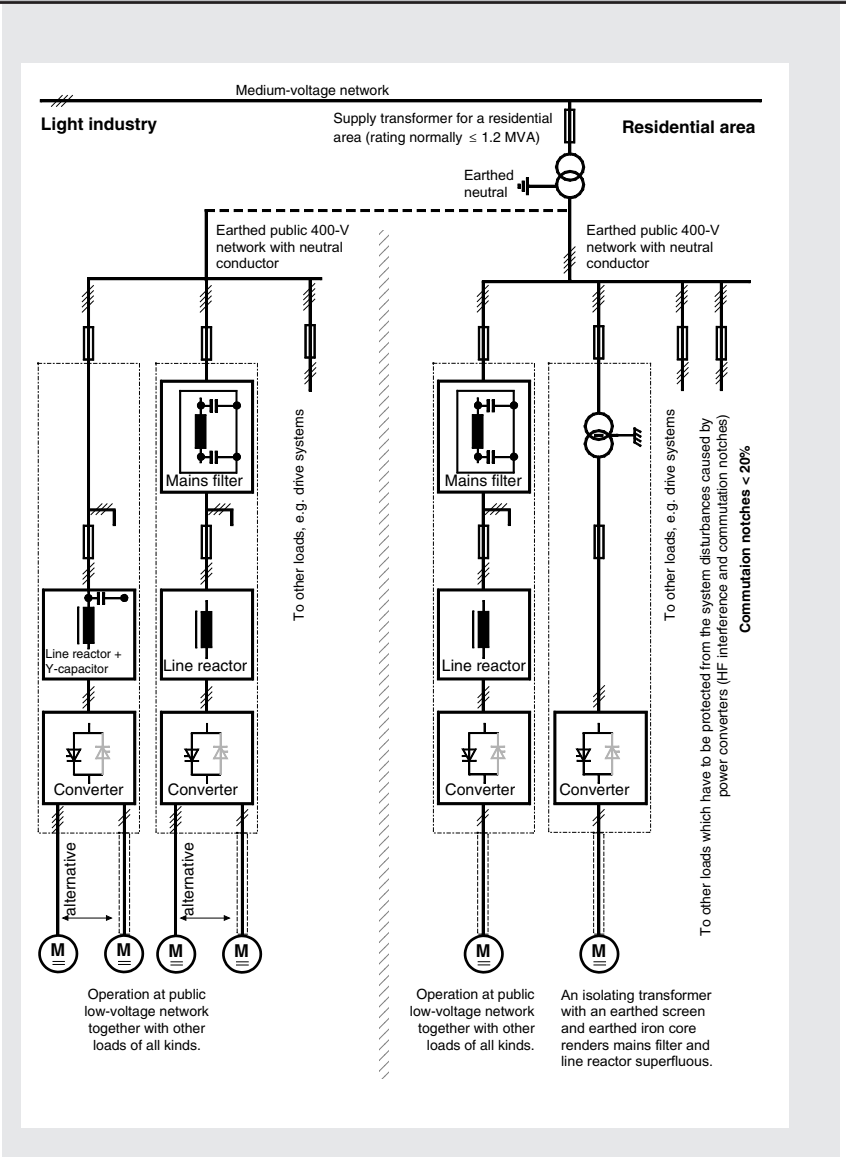 Medium-voltage network
Light industry
Supply transformer for a residential
area (rating normally ≤ 1.2 MVA)
Residential area
Earthed
neutral
Earthed public 400-V
network with neutral
conductor
Earthed public 400-V
network with neutral
conductor
Mains filter
Mains filter
To other loads, e.g. drive systems
To other loads, e.g. drive systems
To other loads which have to be protected from the system disturbances caused by
power converters (HF interference and commutation notches)
Commutaion notches < 20%
Line reactor +
Y-capacitor
Line reactor
Line reactor
Converter
Converter
Converter
Converter
alternative
alternative
M
M
M
M
M
M
Operation at public
low-voltage network
together with other
loads of all kinds.
Operation at public
low-voltage network
together with other
loads of all kinds.
An isolating transformer
with an earthed screen
and earthed iron core
renders mains filter and
line reactor superfluous.